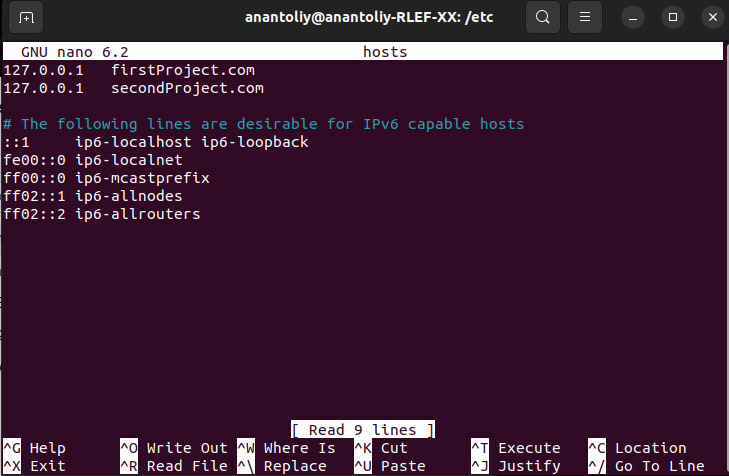 anantoliy@anantoliy-RLEF-XX: /etc
GNU nano 6.2 hosts
127.0.0.1 firstProject.com
127.0.0.1 secondProject.com
# The following lines are desirable for IPv6 capable hosts
::1 ip6-localhost ip6-loopback
fe00::0 ip6-localnet
ff00::0 ip6-mcastprefix
ff02::1 ip6-allnodes
ff02::2 ip6-allrouters
[ Read 9 lines ]
^G Help ^O Write Out ^W Where Is ^K Cut ^T Execute ^C Location
^X Exit ^R Read File ^\ Replace ^U Paste ^J Justify ^/ Go To Line